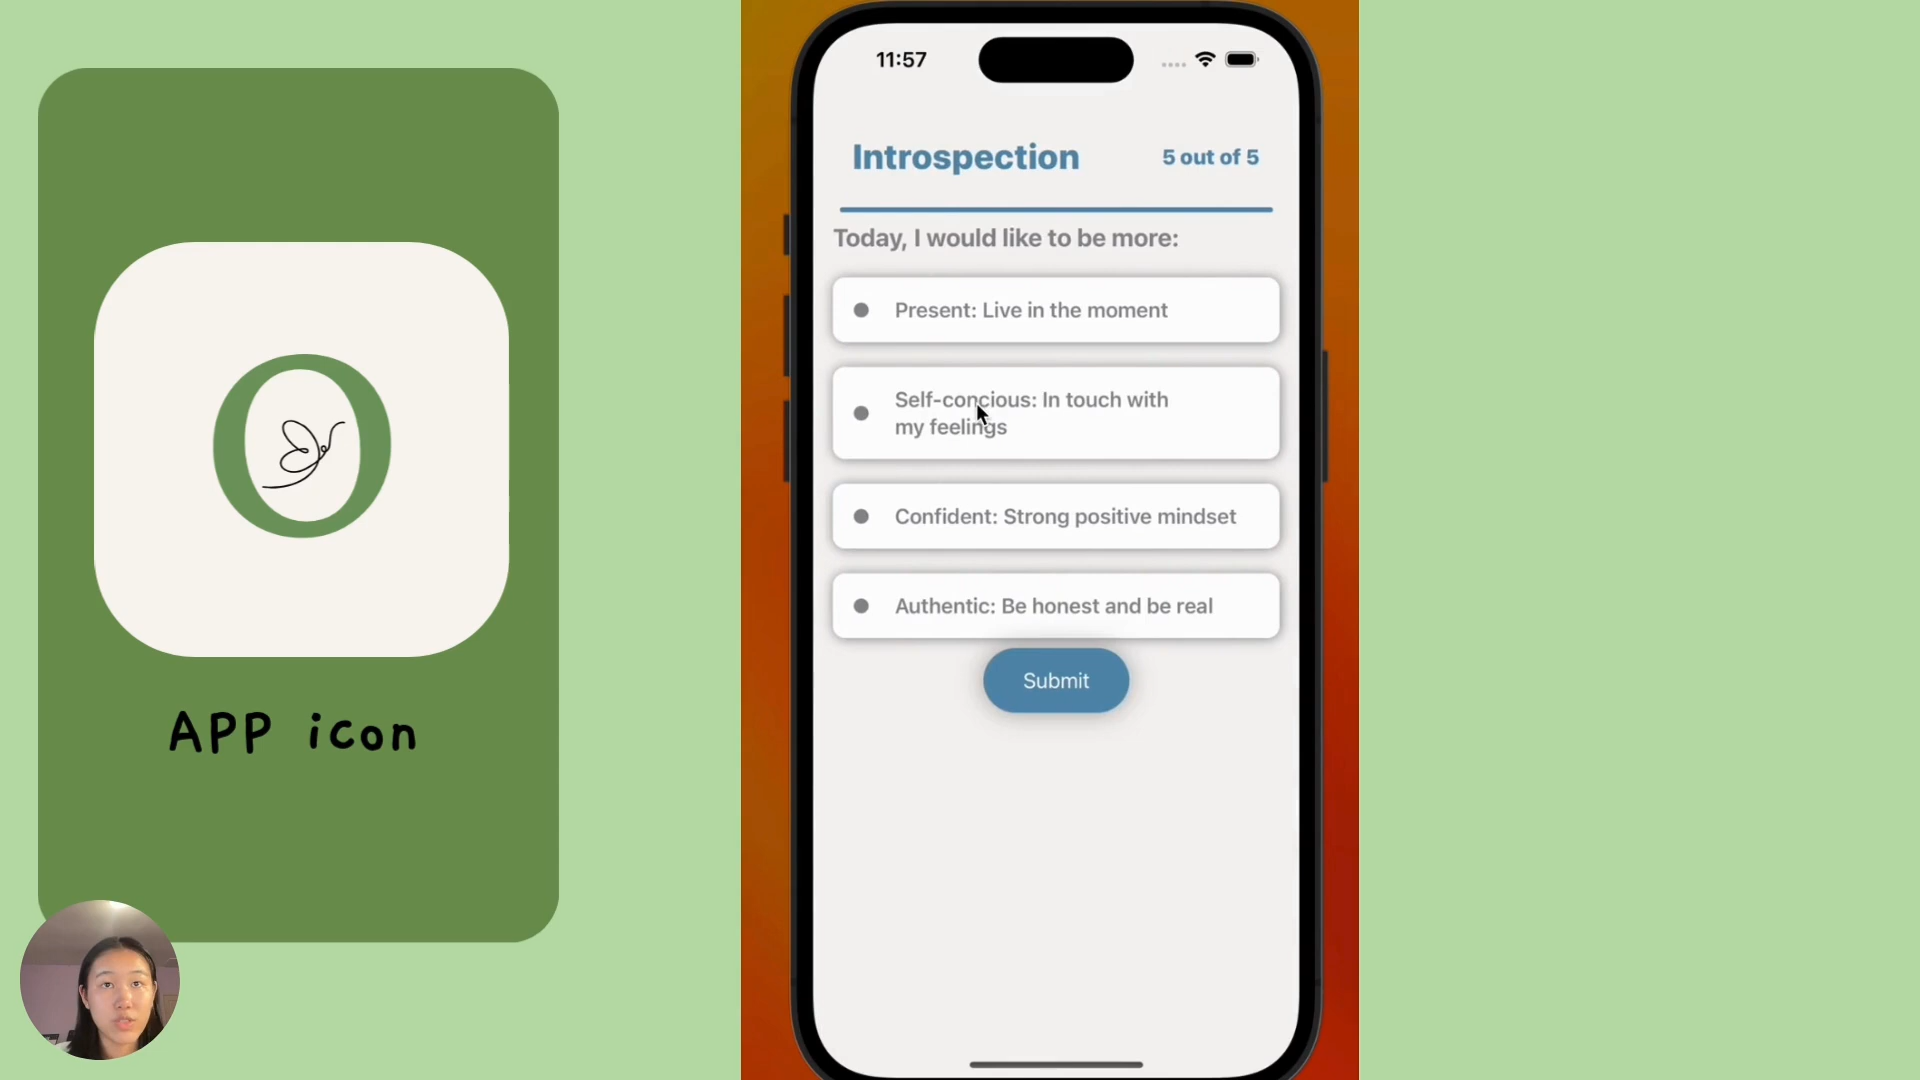 O
APP icon
11:57
Introspection
5 out of 5
Today, I would like to be more:
Present: Live in the moment
Self-concious: In touch with
my feelings
Confident: Strong positive mindset
Authentic: Be honest and be real
Submit